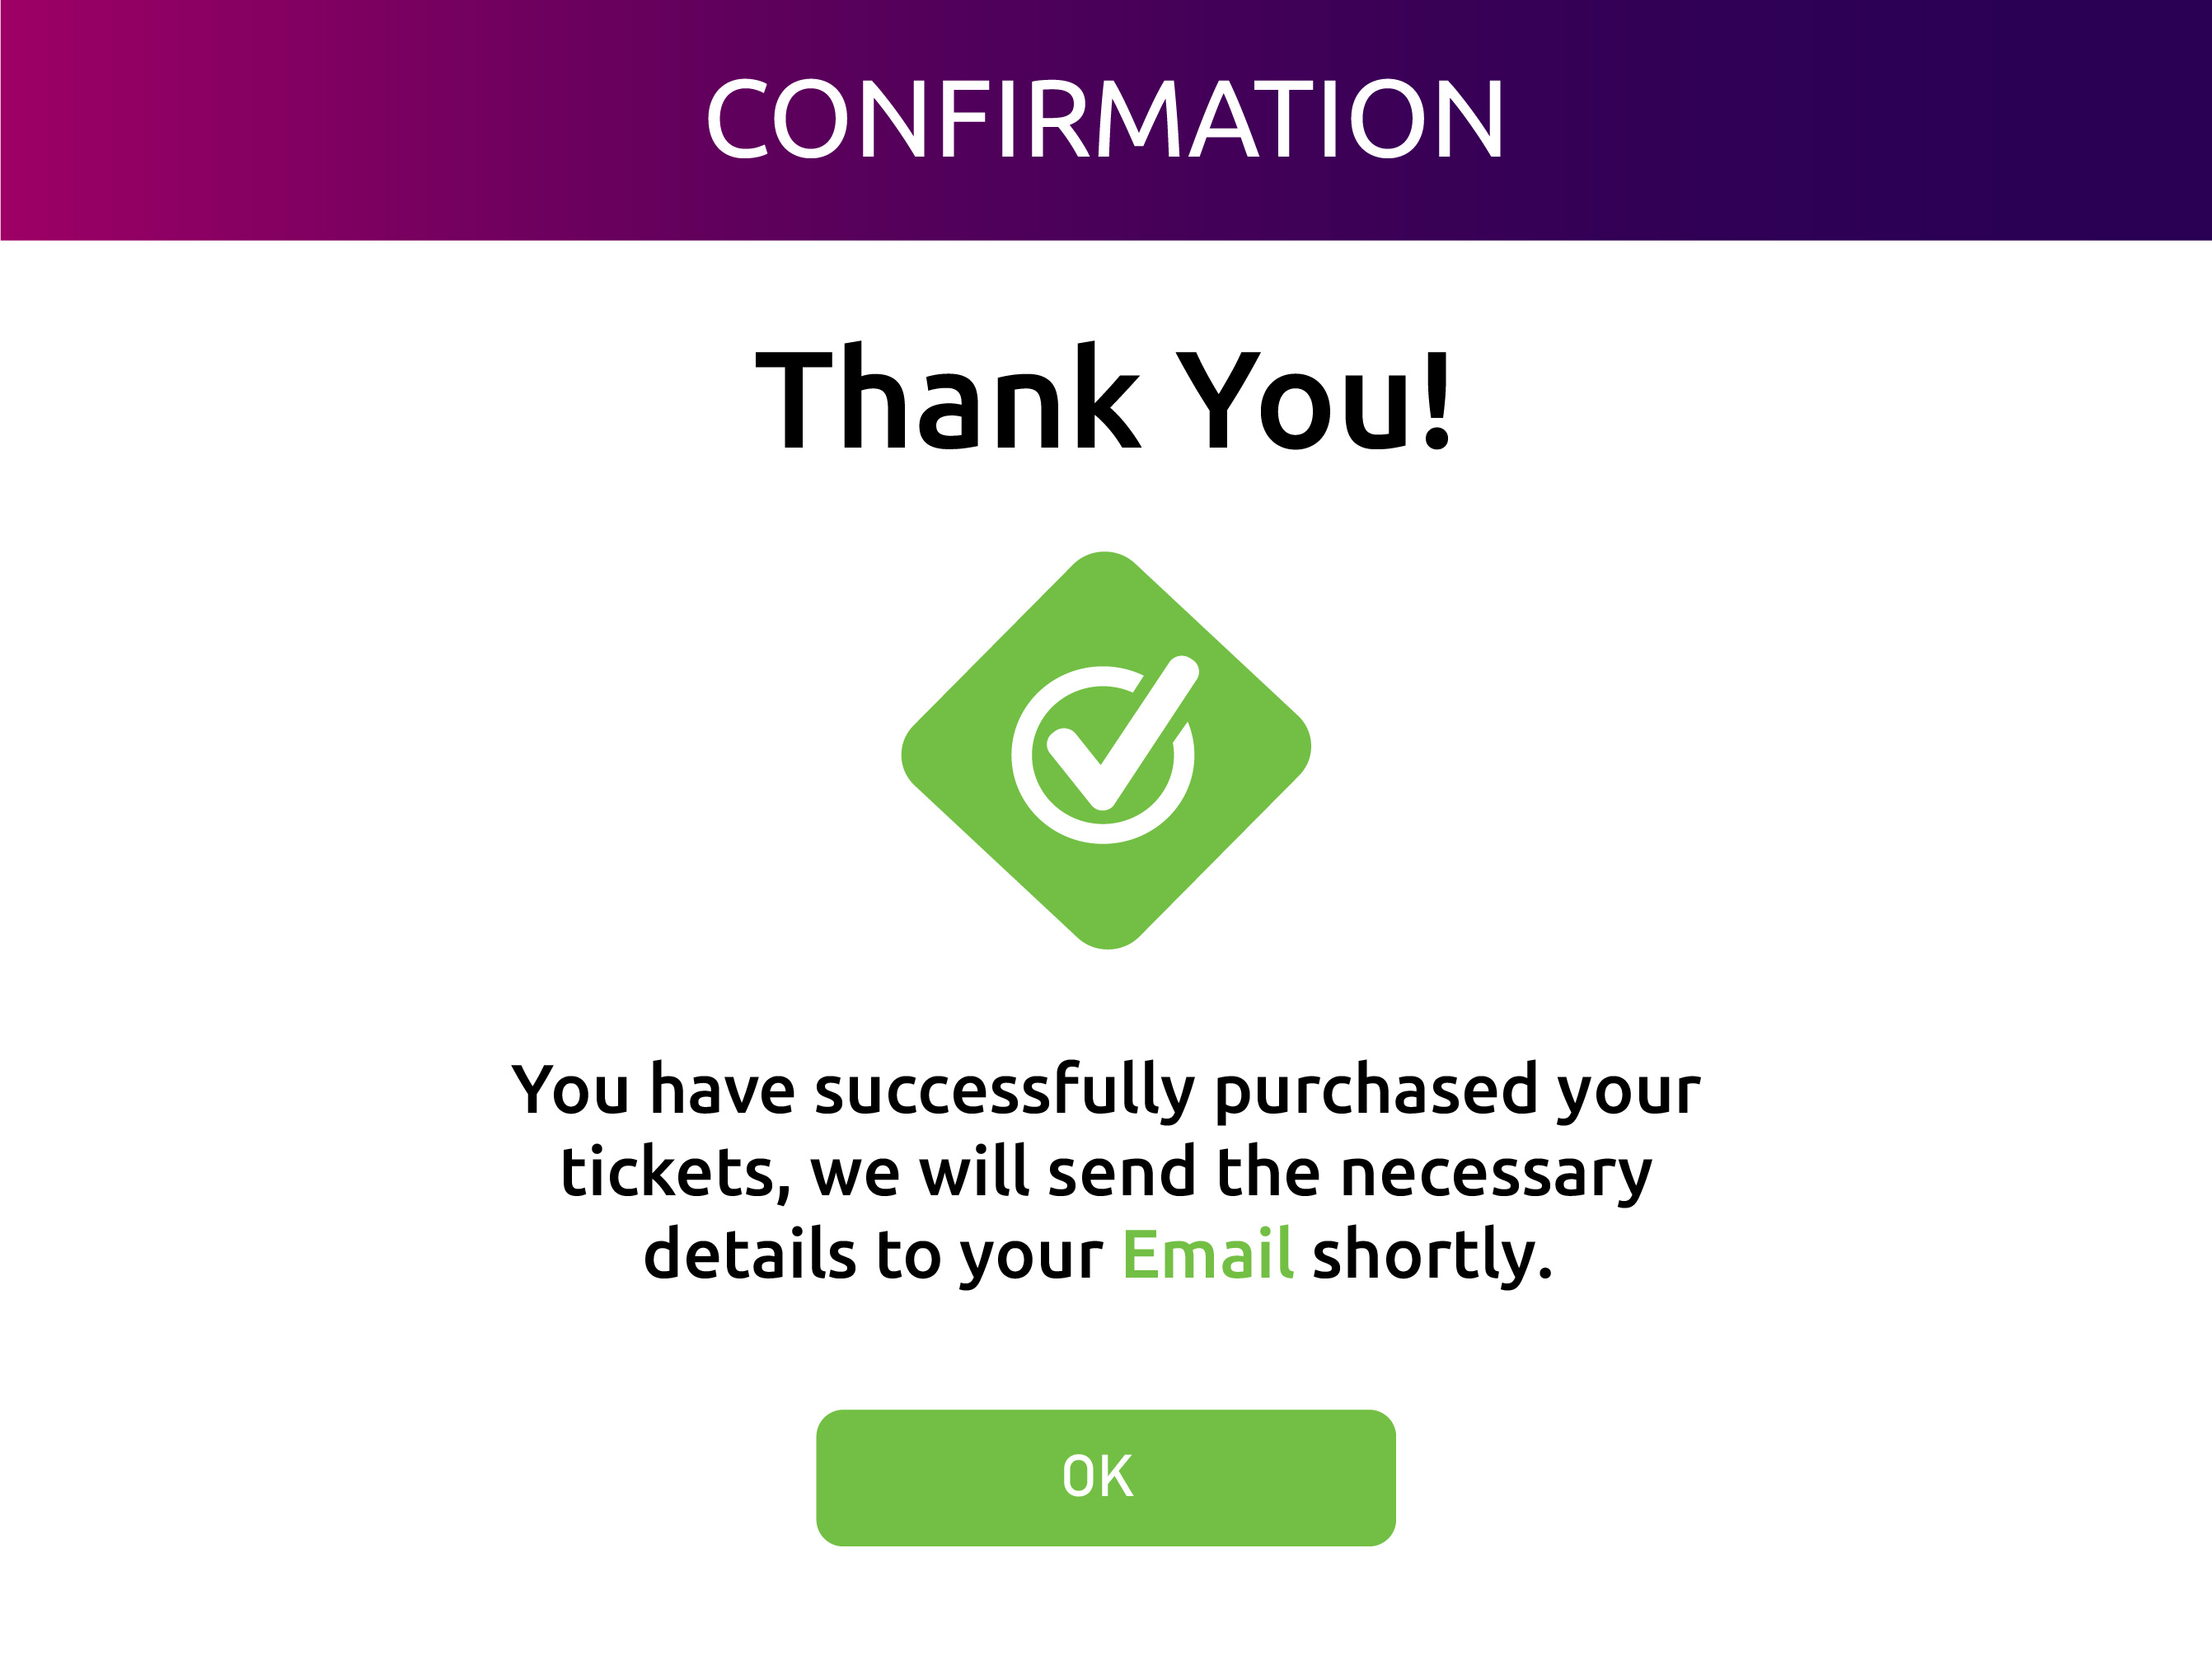 CONFIRMATION
Thank You!
You have successfully purchased your
tickets, we will send the necessary
details to your Email shortly.
OK